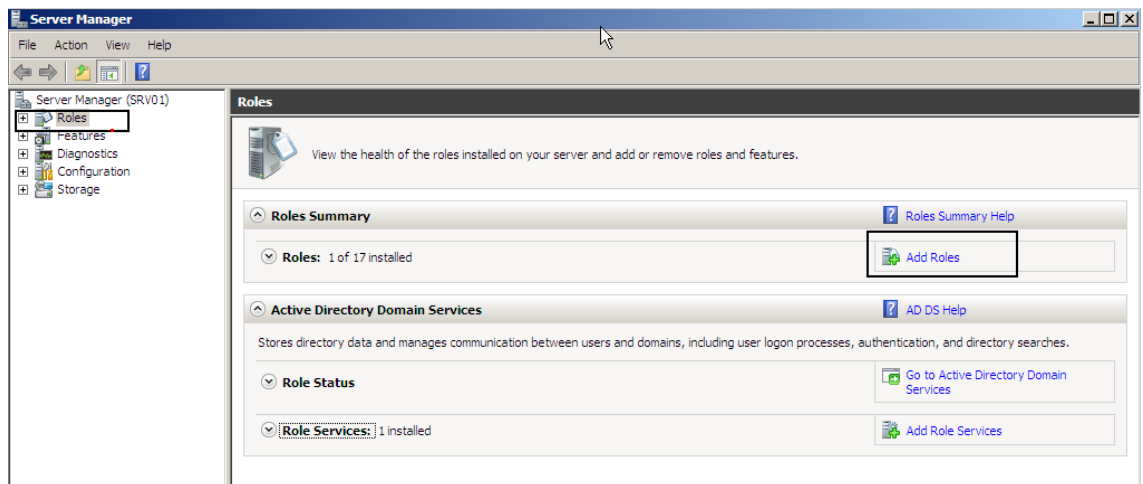 Server Manager
File Action View Help
Server Manager (SRV01)
Roles
Features
Diagnostics
Configuration
Storage
Roles
View the health of the roles installed on your server and add or remove roles and features.
Roles Summary
Roles Summary Help
Roles: 1 of 17 installed
Add Roles
Active Directory Domain Services
AD DS Help
Stores directory data and manages communication between users and domains, including user logon processes, authentication, and directory searches.
Role Status
Go to Active Directory Domain
Services
Role Services: 1 installed
Add Role Services